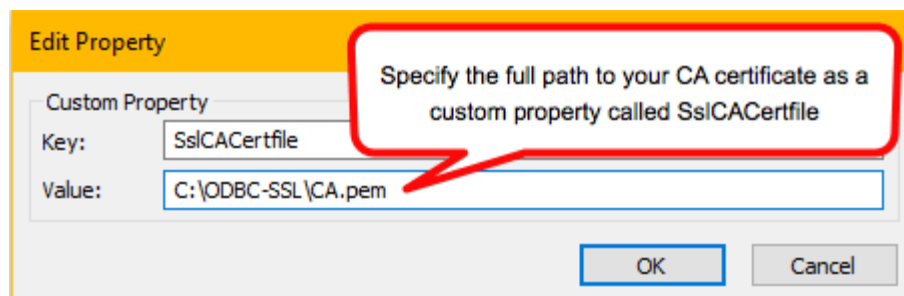 Edit Property
Specify the full path to your CA certificate as a
custom property called SslCACertfile
Custom Property
Key:
SslCACertfile
Value:
C:\ODBC-SSL\CA.pem
OK
Cancel